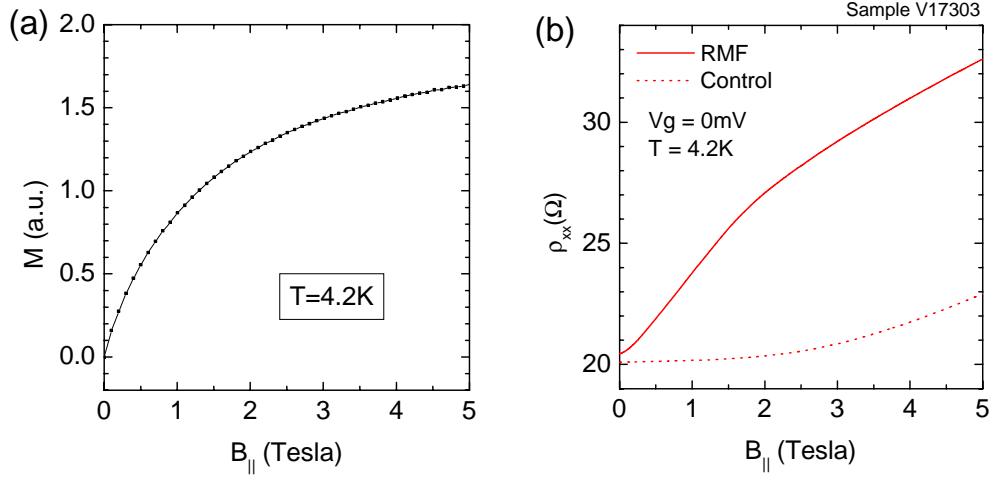 (a)
2.0
1.5
1.0
0.5
0.0
M (a.u.)
T=4.2K
0 1 2 3 4 5
B|| (Tesla)
Sample V17303
(b)
RMF
Control
Vg = 0mV
T = 4.2K
30
25
20
ρxx(Ω)
0 1 2 3 4 5
B|| (Tesla)